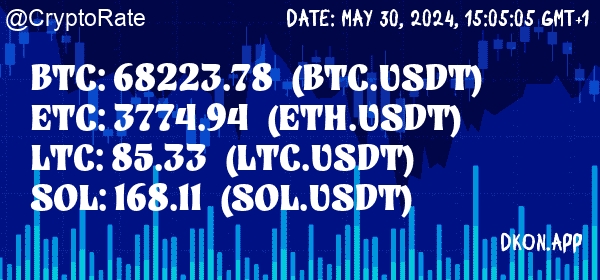 @CryptoRate
DATE: MAY 30, 2024, 15:05:05 GMT+1
BTC: 68223.78 (BTC.USDT)
ETC: 3774.94 (ETH.USDT)
LTC: 85.33 (LTC.USDT)
SOL: 168.11 (SOL.USDT)
DKON.APP